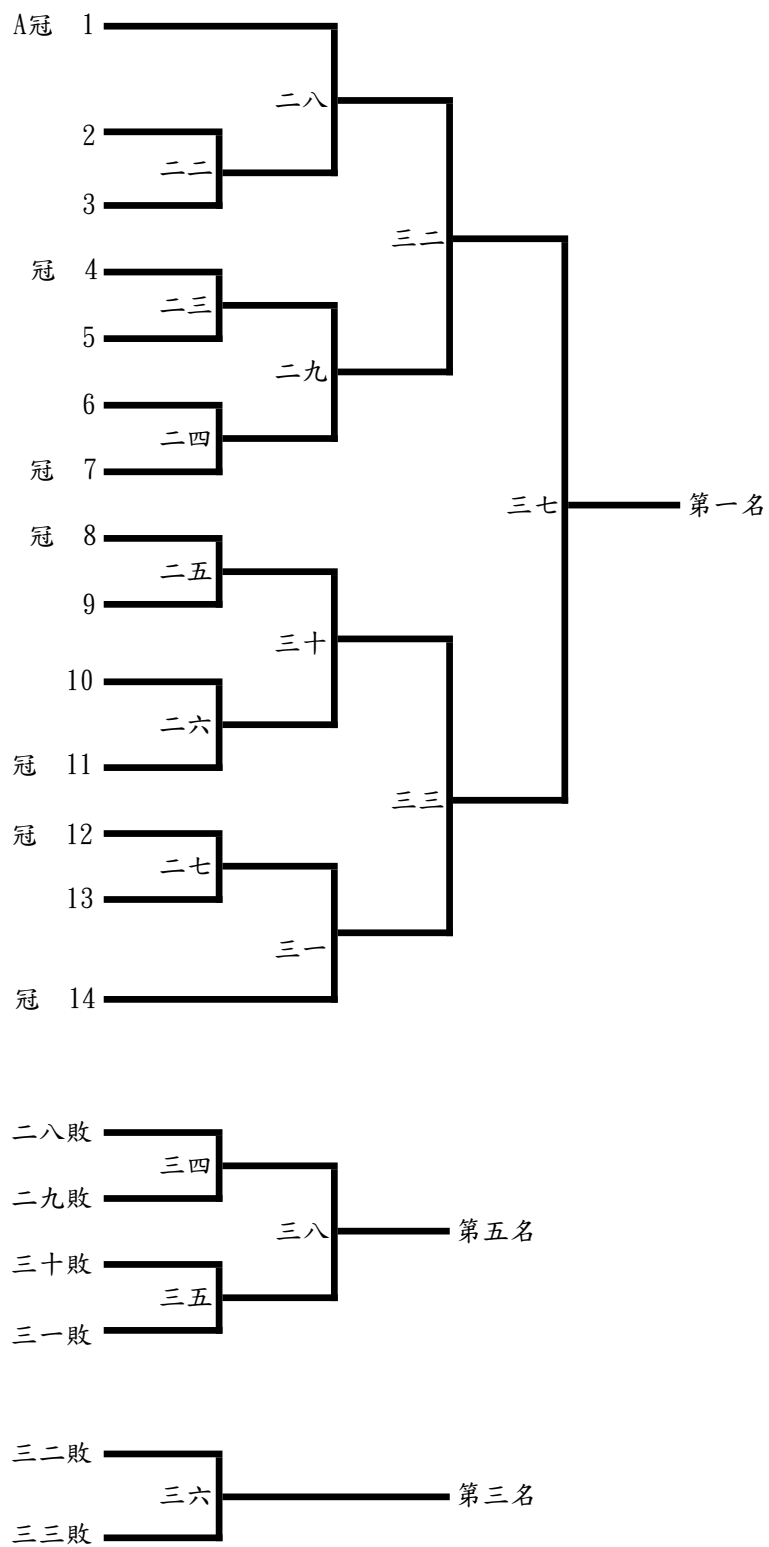 A冠 1
二八
2
二二
3
三二
冠 4
二三
5
二九
6
二四
冠 7
三七 第一名
冠 8
二五
9
三十
10
二六
冠 11
三三
冠 12
二七
13
三一
冠 14
二八敗
三四
二九敗
三八 第五名
三十敗
三五
三一敗
三二敗
三六 第三名
三三敗